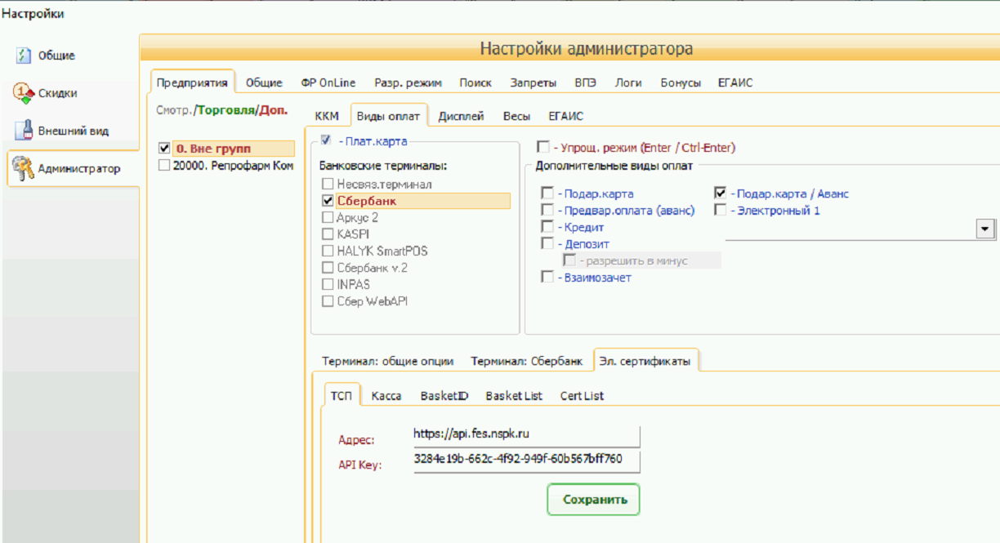 Настройки
Общие
Скидки
Внешний вид
Администратор
Настройки администратора
Предприятия Общие ФР OnLine Разр. режим Поиск Запреты ВПЭ Логи Бонусы ЕГАИС
Смотр./Торговля/Доп.
0. Вне групп
20000. Репрофарм Ком
ККМ Виды оплат Дисплей Весы ЕГАИС
- Плат.карта
Банковские терминалы:
Несвяз.терминал
Сбербанк
Аркус 2
KASPI
HALYK SmartPOS
Сбербанк v.2
INPAS
Сбер WebAPI
- Упрощ. режим (Enter / Ctrl-Enter)
Дополнительные виды оплат
- Подар.карта - Подар.карта / Аванс
- Предвар.оплата (аванс) - Электронный 1
- Кредит
- Депозит
- разрешить в минус
- Взаимозачет
Терминал: общие опции Терминал: Сбербанк Эл. сертификаты
ТСП Касса BasketID Basket List Cert List
Адрес: https://api.fes.nspk.ru
API Key: 3284e19b-662c-4f92-949f-60b567bff760
Сохранить